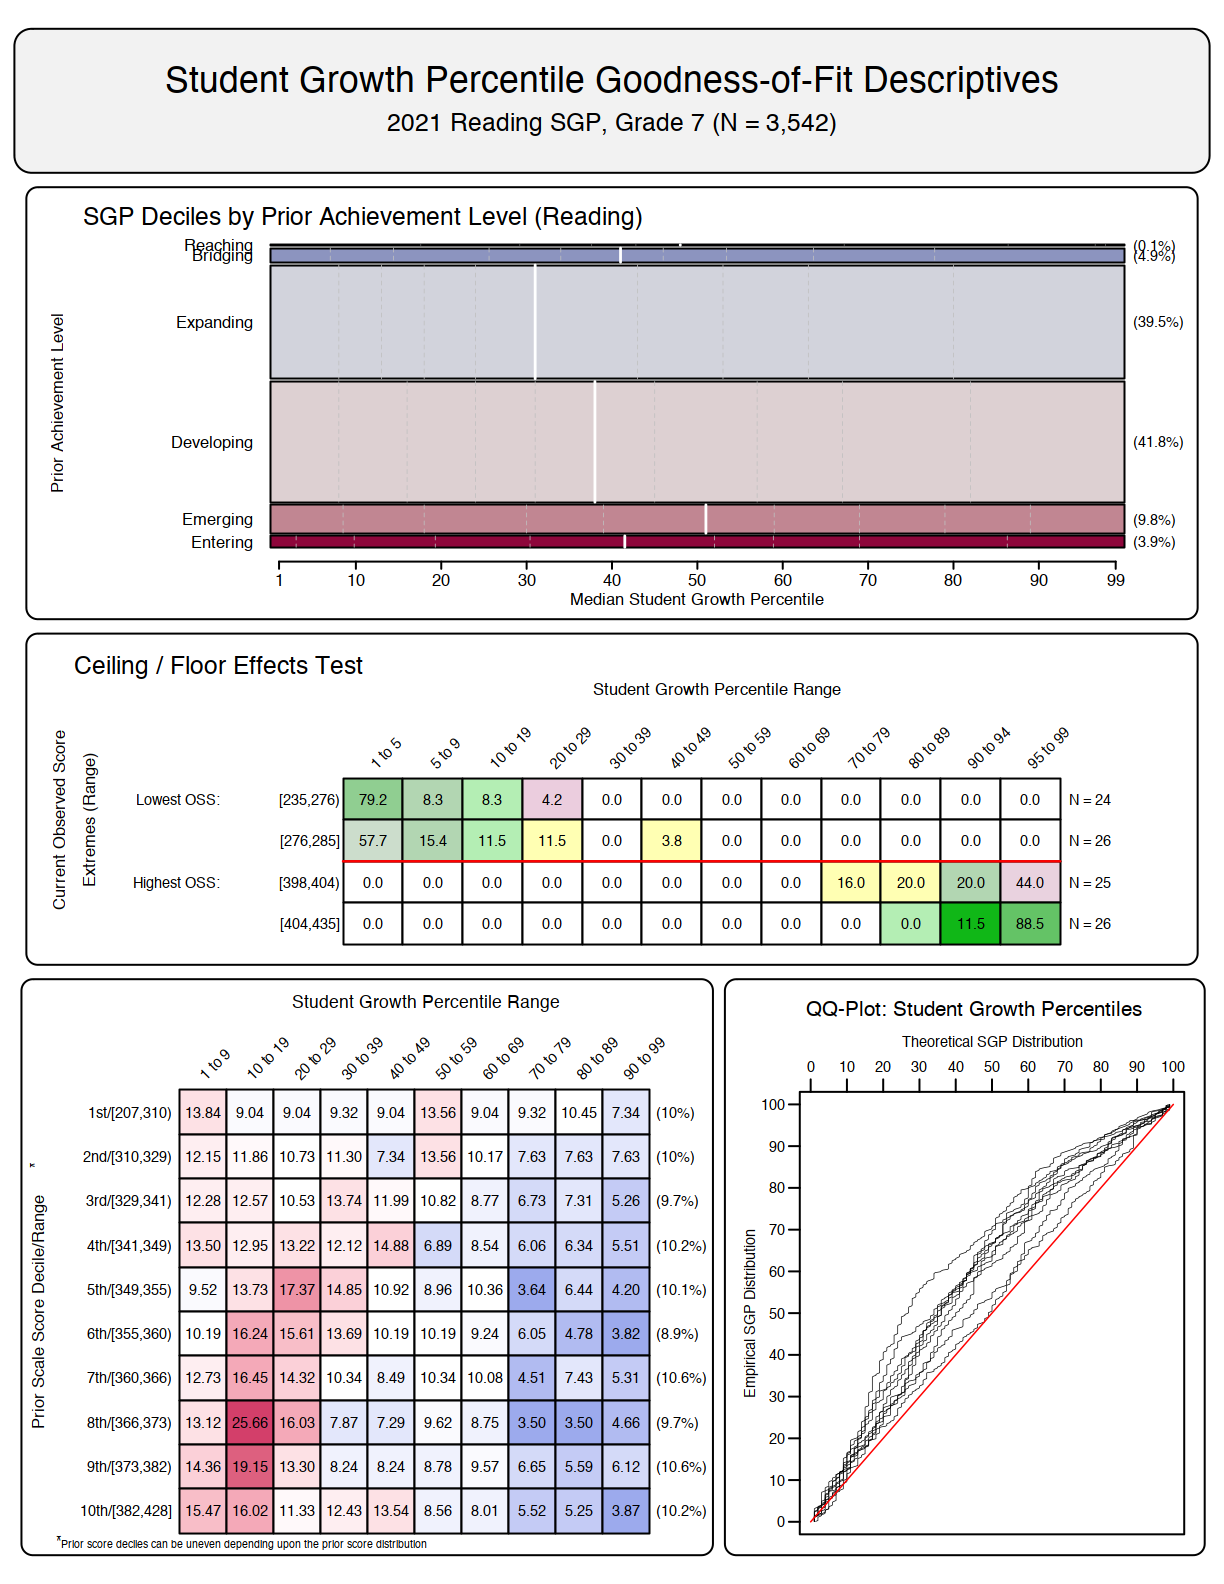 Student Growth Percentile Goodness-of-Fit Descriptives
2021 Reading SGP, Grade 7 (N = 3,542)
SGP Deciles by Prior Achievement Level (Reading)
Prior Achievement Level
Reaching (0.1%)
Bridging (4.9%)
Expanding (39.5%)
Developing (41.8%)
Emerging (9.8%)
Entering (3.9%)
1 10 20 30 40 50 60 70 80 90 99
Median Student Growth Percentile
Ceiling / Floor Effects Test
Student Growth Percentile Range
Current Observed Score
Extremes (Range)
1 to 5 5 to 9 10 to 19 20 to 29 30 to 39 40 to 49 50 to 59 60 to 69 70 to 79 80 to 89 90 to 94 95 to 99
Lowest OSS: [235,276) 79.2 8.3 8.3 4.2 0.0 0.0 0.0 0.0 0.0 0.0 0.0 0.0 N = 24
[276,285] 57.7 15.4 11.5 11.5 0.0 3.8 0.0 0.0 0.0 0.0 0.0 0.0 N = 26
Highest OSS: [398,404) 0.0 0.0 0.0 0.0 0.0 0.0 0.0 0.0 16.0 20.0 20.0 44.0 N = 25
[404,435] 0.0 0.0 0.0 0.0 0.0 0.0 0.0 0.0 0.0 0.0 11.5 88.5 N = 26
Student Growth Percentile Range
Prior Scale Score Decile/Range *
1 to 9 10 to 19 20 to 29 30 to 39 40 to 49 50 to 59 60 to 69 70 to 79 80 to 89 90 to 99
1st/[207,310) 13.84 9.04 9.04 9.32 9.04 13.56 9.04 9.32 10.45 7.34 (10%)
2nd/[310,329) 12.15 11.86 10.73 11.30 7.34 13.56 10.17 7.63 7.63 7.63 (10%)
3rd/[329,341) 12.28 12.57 10.53 13.74 11.99 10.82 8.77 6.73 7.31 5.26 (9.7%)
4th/[341,349) 13.50 12.95 13.22 12.12 14.88 6.89 8.54 6.06 6.34 5.51 (10.2%)
5th/[349,355) 9.52 13.73 17.37 14.85 10.92 8.96 10.36 3.64 6.44 4.20 (10.1%)
6th/[355,360) 10.19 16.24 15.61 13.69 10.19 10.19 9.24 6.05 4.78 3.82 (8.9%)
7th/[360,366) 12.73 16.45 14.32 10.34 8.49 10.34 10.08 4.51 7.43 5.31 (10.6%)
8th/[366,373) 13.12 25.66 16.03 7.87 7.29 9.62 8.75 3.50 3.50 4.66 (9.7%)
9th/[373,382) 14.36 19.15 13.30 8.24 8.24 8.78 9.57 6.65 5.59 6.12 (10.6%)
10th/[382,428] 15.47 16.02 11.33 12.43 13.54 8.56 8.01 5.52 5.25 3.87 (10.2%)
*Prior score deciles can be uneven depending upon the prior score distribution
QQ-Plot: Student Growth Percentiles
Theoretical SGP Distribution
0 10 20 30 40 50 60 70 80 90 100
Empirical SGP Distribution
100
90
80
70
60
50
40
30
20
10
0